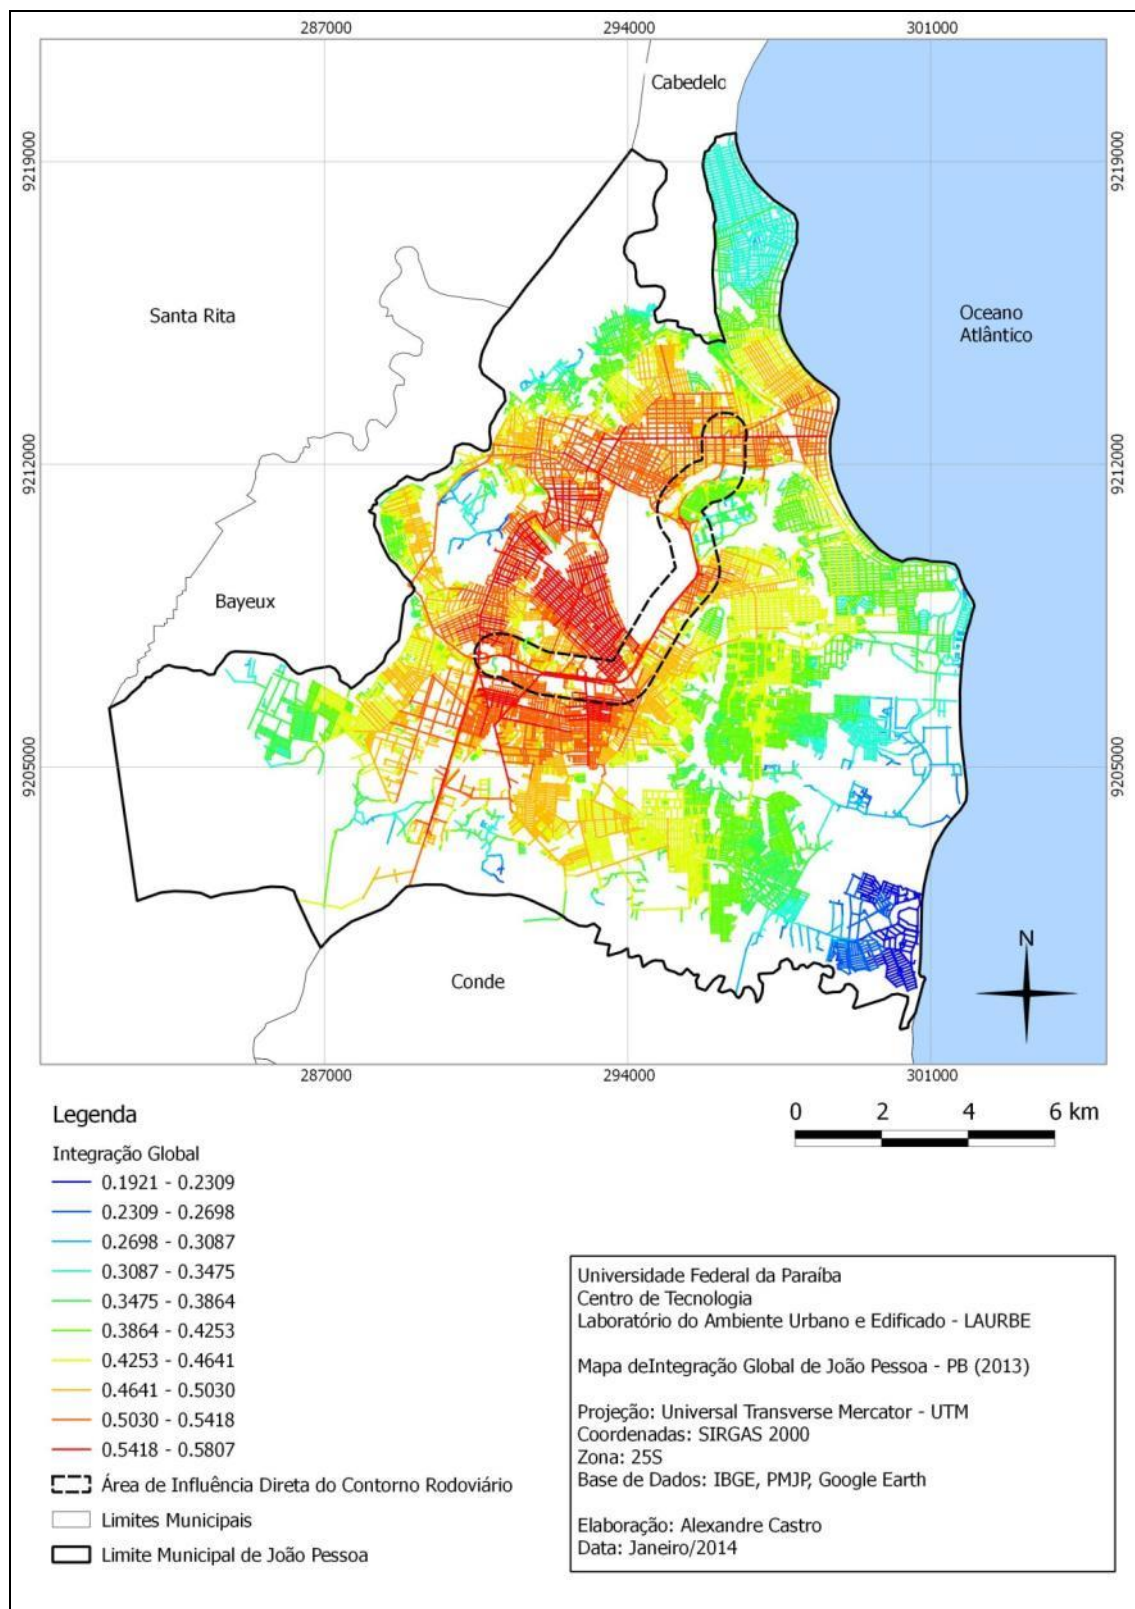 287000
294000
301000
Cabedelo
9219000
9219000
Santa Rita
Oceano
Atlântico
9212000
9212000
Bayeux
9205000
9205000
N
Conde
287000
294000
301000
Legenda
0 2 4 6 km
Integração Global
0.1921 - 0.2309
0.2309 - 0.2698
0.2698 - 0.3087
0.3087 - 0.3475
0.3475 - 0.3864
0.3864 - 0.4253
0.4253 - 0.4641
0.4641 - 0.5030
0.5030 - 0.5418
0.5418 - 0.5807
Área de Influência Direta do Contorno Rodoviário
Limites Municipais
Limite Municipal de João Pessoa
Universidade Federal da Paraíba
Centro de Tecnologia
Laboratório do Ambiente Urbano e Edificado - LAURBE
Mapa deIntegração Global de João Pessoa - PB (2013)
Projeção: Universal Transverse Mercator - UTM
Coordenadas: SIRGAS 2000
Zona: 25S
Base de Dados: IBGE, PMJP, Google Earth
Elaboração: Alexandre Castro
Data: Janeiro/2014